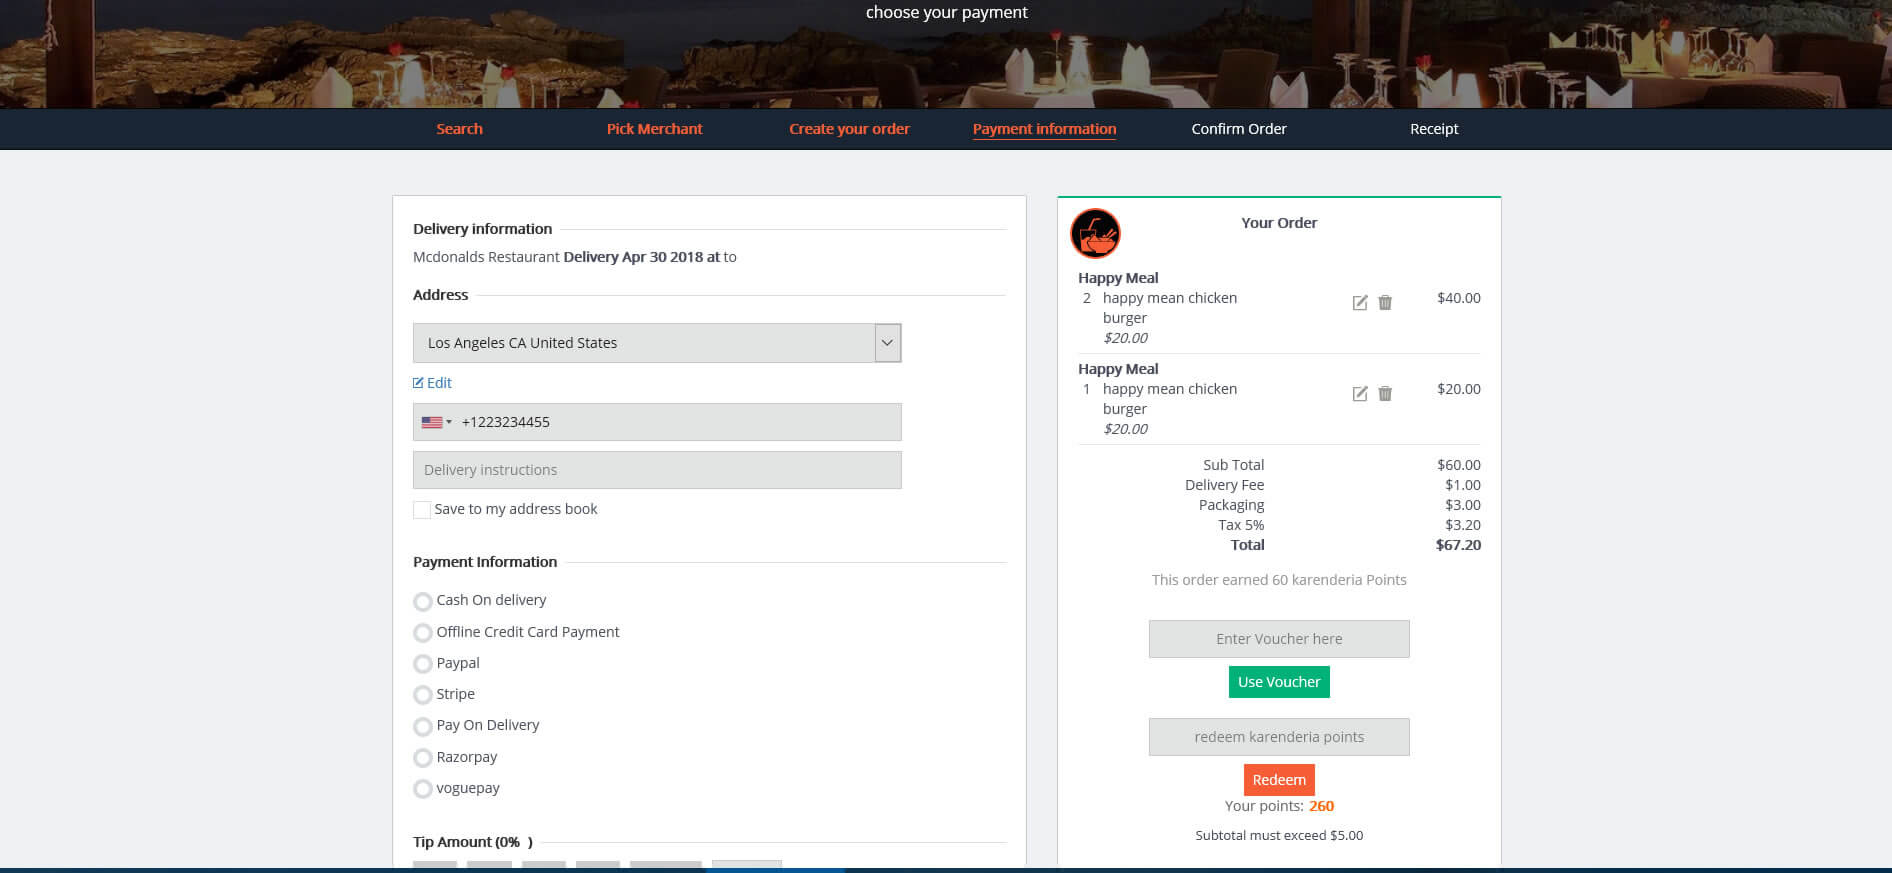 choose your payment
Search
Pick Merchant
Create your order
Payment information
Confirm Order
Receipt
Delivery information
Mcdonalds Restaurant Delivery Apr 30 2018 at to
Address
Los Angeles CA United States
Edit
+1223234455
Delivery instructions
Save to my address book
Payment Information
Cash On delivery
Offline Credit Card Payment
Paypal
Stripe
Pay On Delivery
Razorpay
voguepay
Tip Amount (0% )
Your Order
Happy Meal
2 happy mean chicken $40.00
burger
$20.00
Happy Meal
1 happy mean chicken $20.00
burger
$20.00
Sub Total $60.00
Delivery Fee $1.00
Packaging $3.00
Tax 5% $3.20
Total $67.20
This order earned 60 karenderia Points
Enter Voucher here
Use Voucher
redeem karenderia points
Redeem
Your points: 260
Subtotal must exceed $5.00